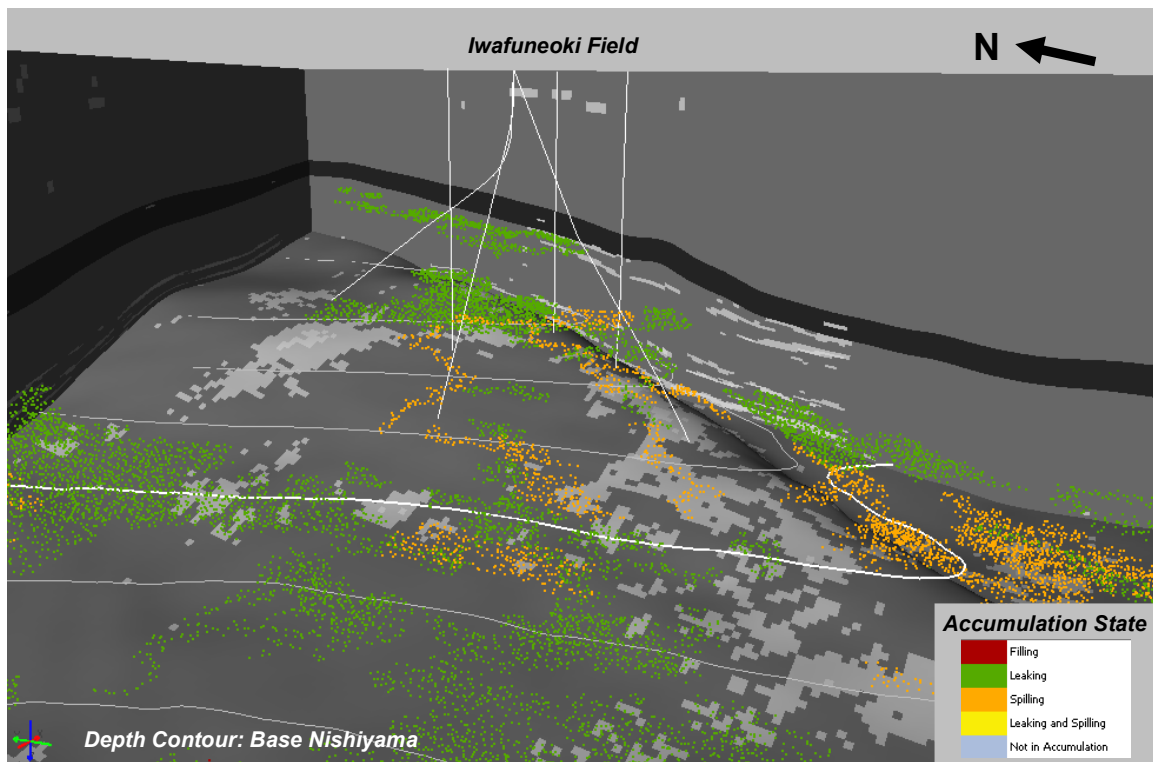 Iwafuneoki Field
N
Accumulation State
Filling
Leaking
Spilling
Leaking and Spilling
Not in Accumulation
Depth Contour: Base Nishiyama